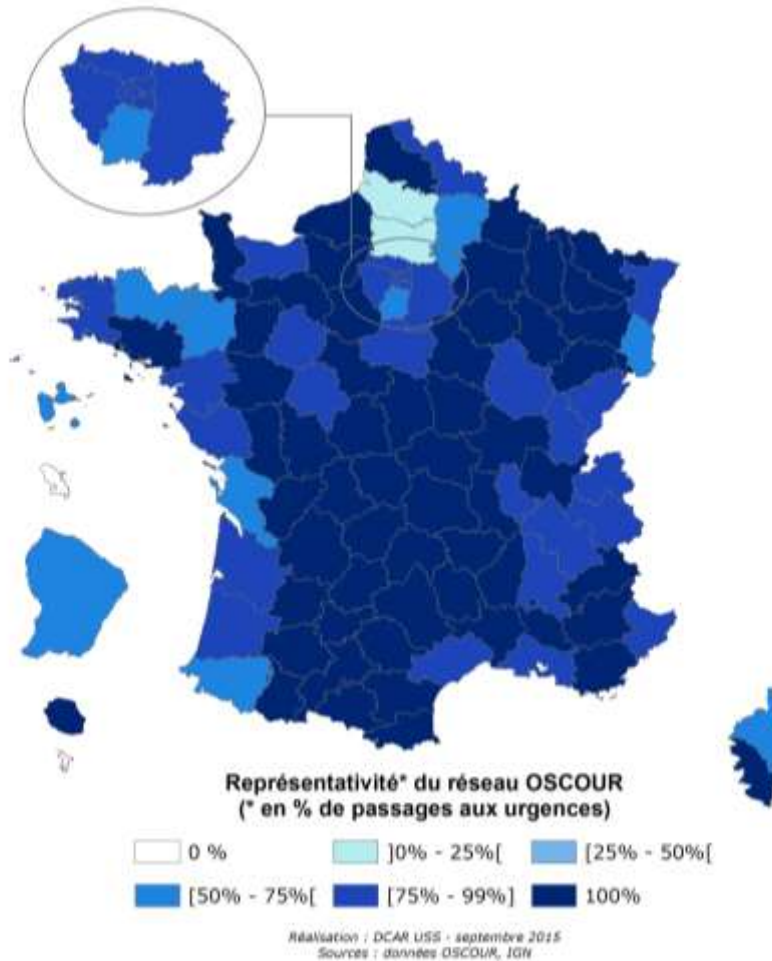 Représentativité* du réseau OSCOUR
(* en % de passages aux urgences)
0 %
]0% - 25%[
[25% - 50%[
[50% - 75%[
[75% - 99%]
100%
Réalisation : DCAR USS - septembre 2015
Sources : données OSCOUR, IGN